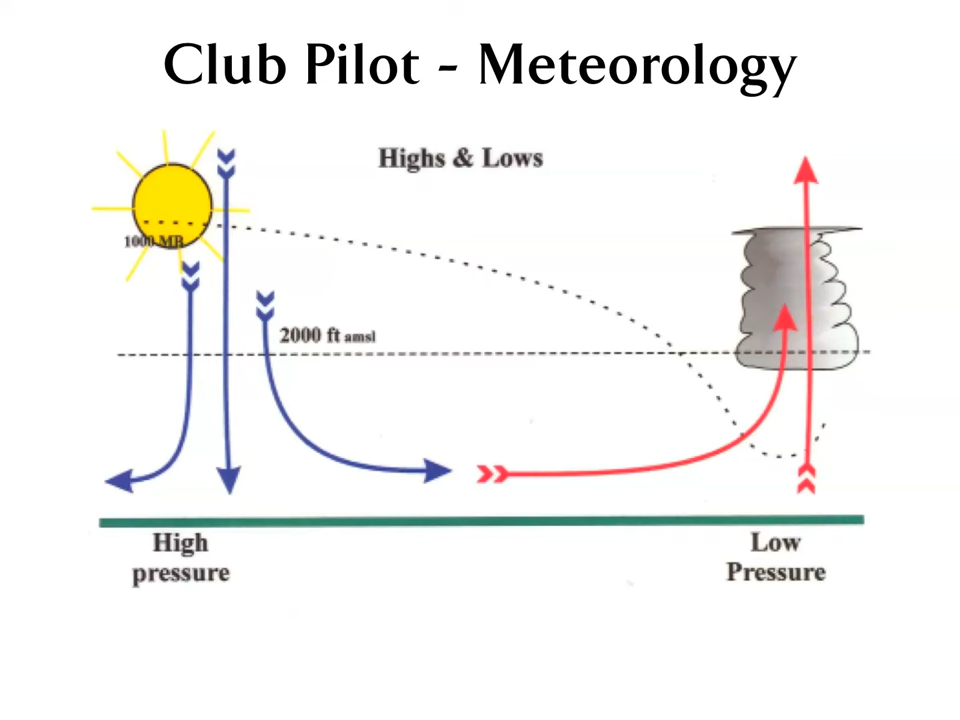 Club Pilot - Meteorology
Highs & Lows
1000 MB
2000 ft amsl
High
pressure
Low
Pressure